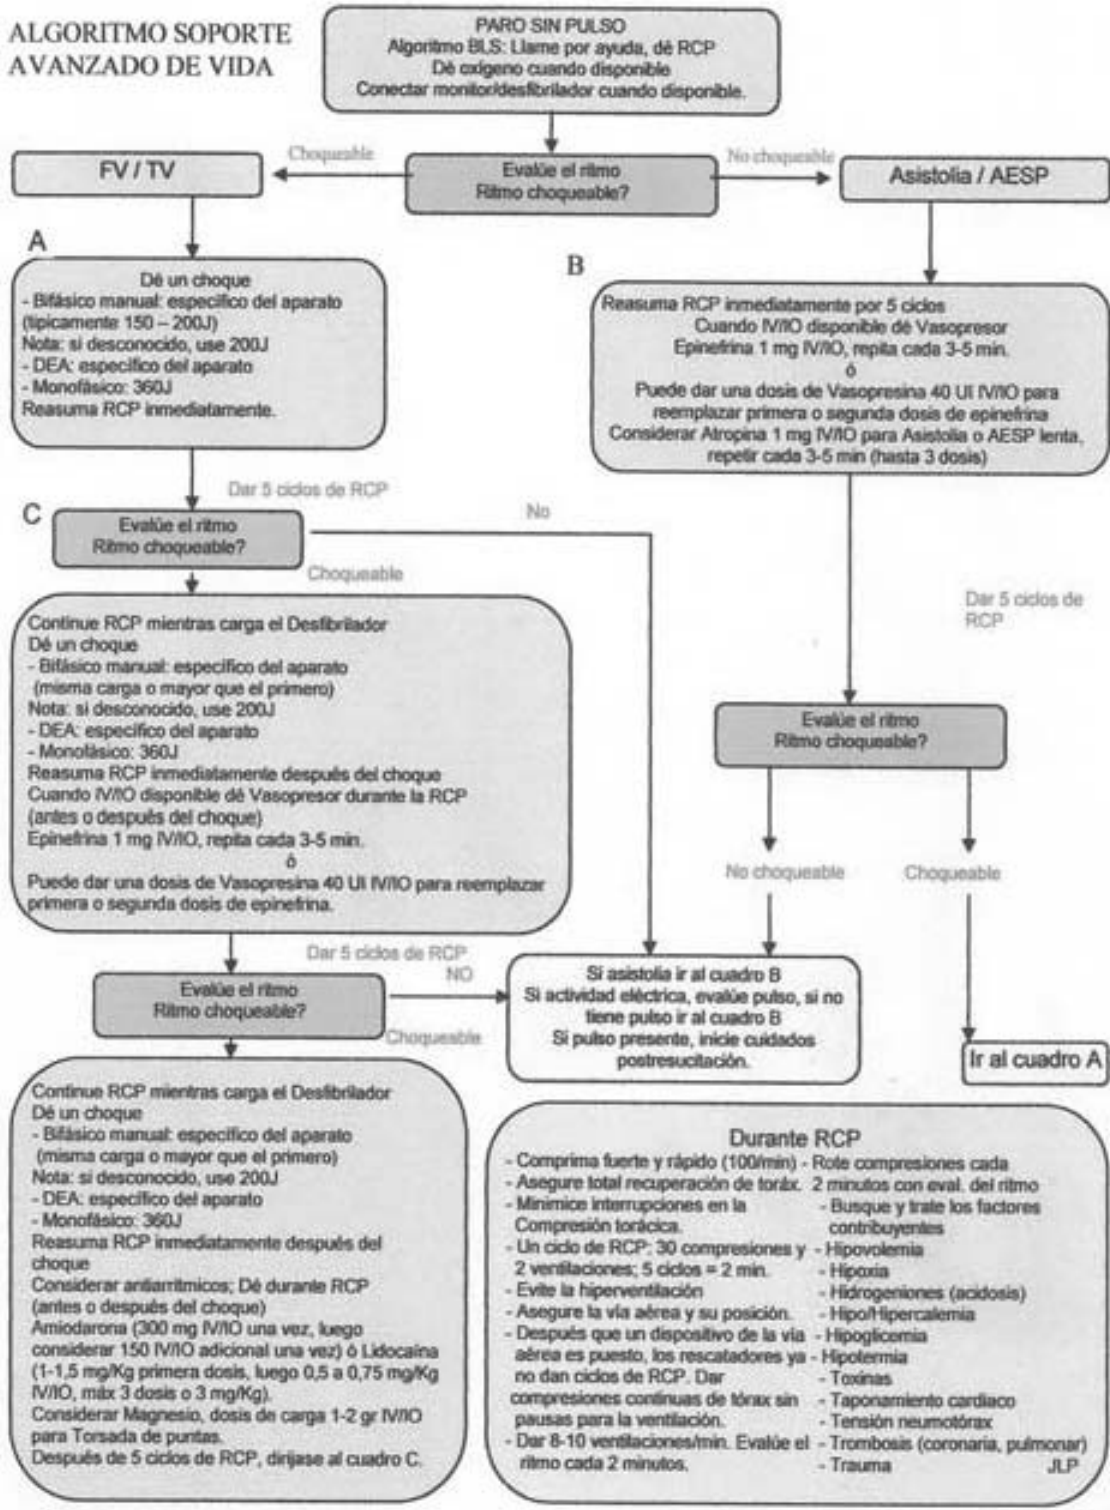 ALGORITMO SOPORTE
AVANZADO DE VIDA
PARO SIN PULSO
Algoritmo BLS: Llame por ayuda, dé RCP
Dé oxígeno cuando disponible
Conectar monitor/desfibrilador cuando disponible.
Choqueable
Evalúe el ritmo
Ritmo choqueable?
No choqueable
FV / TV
Asistolia / AESP
A
Dé un choque
- Bifásico manual: específico del aparato
(tipicamente 150 – 200J)
Nota: si desconocido, use 200J
- DEA: específico del aparato
- Monofásico: 360J
Reasuma RCP inmediatamente.
B
Reasuma RCP inmediatamente por 5 ciclos
Cuando IV/IO disponible dé Vasopresor
Epinefrina 1 mg IV/IO, repita cada 3-5 min.
ó
Puede dar una dosis de Vasopresina 40 UI IV/IO para
reemplazar primera o segunda dosis de epinefrina
Considerar Atropina 1 mg IV/IO para Asistolia o AESP lenta,
repetir cada 3-5 min (hasta 3 dosis)
Dar 5 ciclos de RCP
C
Evalúe el ritmo
Ritmo choqueable?
No
Choqueable
Continue RCP mientras carga el Desfibrilador
Dé un choque
- Bifásico manual: específico del aparato
(misma carga o mayor que el primero)
Nota: si desconocido, use 200J
- DEA: específico del aparato
- Monofásico: 360J
Reasuma RCP inmediatamente después del choque
Cuando IV/IO disponible dé Vasopresor durante la RCP
(antes o después del choque)
Epinefrina 1 mg IV/IO, repita cada 3-5 min.
ó
Puede dar una dosis de Vasopresina 40 UI IV/IO para reemplazar
primera o segunda dosis de epinefrina.
Dar 5 ciclos de
RCP
Evalúe el ritmo
Ritmo choqueable?
No choqueable
Choqueable
Dar 5 ciclos de RCP
NO
Evalúe el ritmo
Ritmo choqueable?
Choqueable
Si asistolia ir al cuadro B
Si actividad eléctrica, evalúe pulso, si no
tiene pulso ir al cuadro B
Si pulso presente, inicie cuidados
postresucitación.
Ir al cuadro A
Continue RCP mientras carga el Desfibrilador
Dé un choque
- Bifásico manual: específico del aparato
(misma carga o mayor que el primero)
Nota: si desconocido, use 200J
- DEA: específico del aparato
- Monofásico: 360J
Reasuma RCP inmediatamente después del
choque
Considerar antiarritmicos; Dé durante RCP
(antes o después del choque)
Amiodarona (300 mg IV/IO una vez, luego
considerar 150 IV/IO adicional una vez) ó Lidocaína
(1-1,5 mg/Kg primera dosis, luego 0,5 a 0,75 mg/Kg
IV/IO, máx 3 dosis o 3 mg/Kg).
Considerar Magnesio, dosis de carga 1-2 gr IV/IO
para Torsada de puntas.
Después de 5 ciclos de RCP, diríjase al cuadro C.
Durante RCP
- Comprima fuerte y rápido (100/min)
- Asegure total recuperación de toráx.
- Minimice interrupciones en la
Compresión torácica.
- Un ciclo de RCP: 30 compresiones y
2 ventilaciones; 5 ciclos = 2 min.
- Evite la hiperventilación
- Asegure la vía aérea y su posición.
- Después que un dispositivo de la vía
aérea es puesto, los rescatadores ya
no dan ciclos de RCP. Dar
compresiones continuas de tórax sin
pausas para la ventilación.
- Dar 8-10 ventilaciones/min. Evalúe el
ritmo cada 2 minutos.
- Rote compresiones cada
2 minutos con eval. del ritmo
- Busque y trate los factores
contribuyentes
- Hipovolemia
- Hipoxia
- Hidrogeniones (acidosis)
- Hipo/Hipercalemia
- Hipoglicemia
- Hipotermia
- Toxinas
- Taponamiento cardiaco
- Tensión neumotórax
- Trombosis (coronaria, pulmonar)
- Trauma
JLP